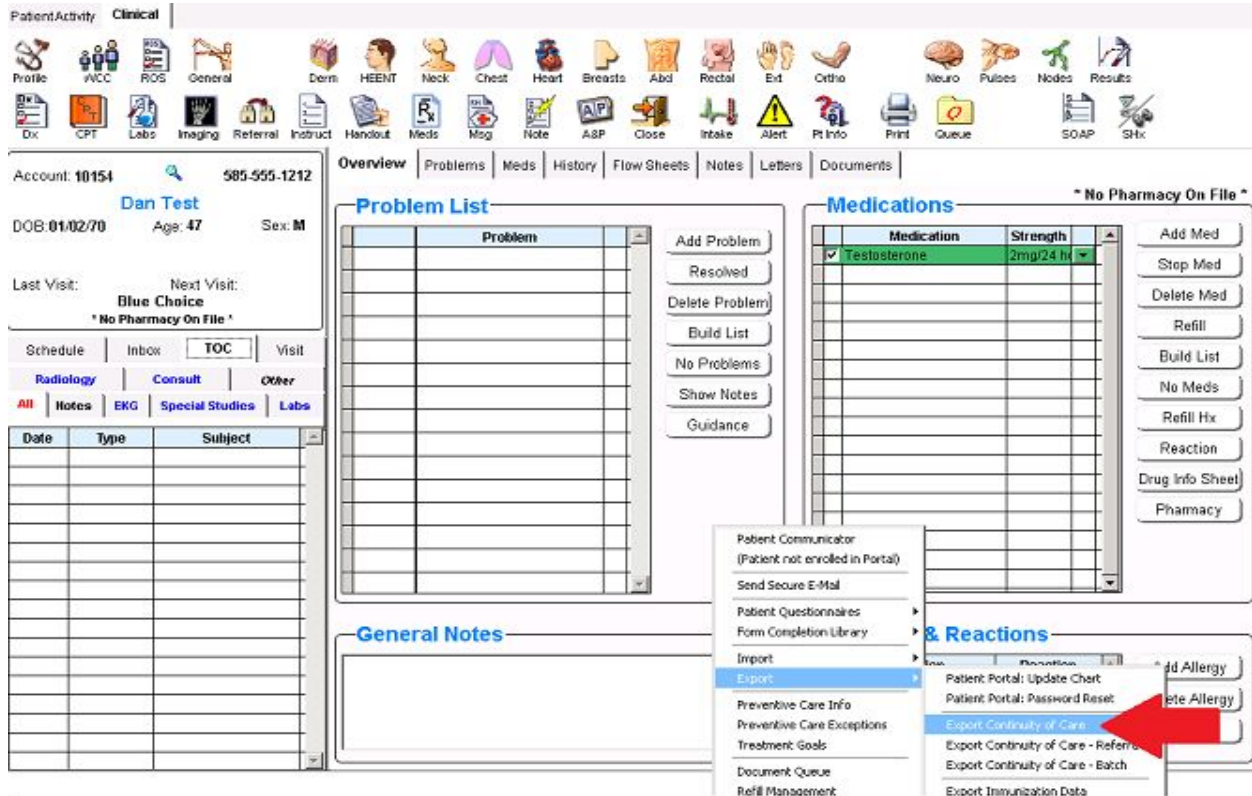 Patient Activity Clinical
Profile WCC ROS General Derm HEENT Neck Chest Heart Breasts Abd Rectal Ext Ortho Neuro Pulses Nodes Results
Dx CPT Labs Imaging Referral Instruct Handout Meds Msg Note A&P Close Intake Alert Pt Info Print Queue SOAP SHx
Account: 10154 585-555-1212
Dan Test
DOB: 01/02/70 Age: 47 Sex: M
Last Visit: Next Visit:
Blue Choice
* No Pharmacy On File *
Schedule Inbox TOC Visit
Radiology Consult Other
All Notes EKG Special Studies Labs
Date Type Subject
Overview Problems Meds History Flow Sheets Notes Letters Documents
* No Pharmacy On File *
Problem List
Problem
Add Problem
Resolved
Delete Problem
Build List
No Problems
Show Notes
Guidance
Medications
Medication Strength
Testosterone 2mg/24 h
Add Med
Stop Med
Delete Med
Refill
Build List
No Meds
Refill Hx
Reaction
Drug Info Sheet
Pharmacy
General Notes
& Reactions
Reaction
dd Allergy
ete Allergy
Patient Communicator
(Patient not enrolled in Portal)
Send Secure E-Mail
Patient Questionnaires
Form Completion Library
Import
Export
Preventive Care Info
Preventive Care Exceptions
Treatment Goals
Document Queue
Refill Management
Patient Portal: Update Chart
Patient Portal: Password Reset
Export Continuity of Care
Export Continuity of Care - Referra
Export Continuity of Care - Batch
Export Immunization Data